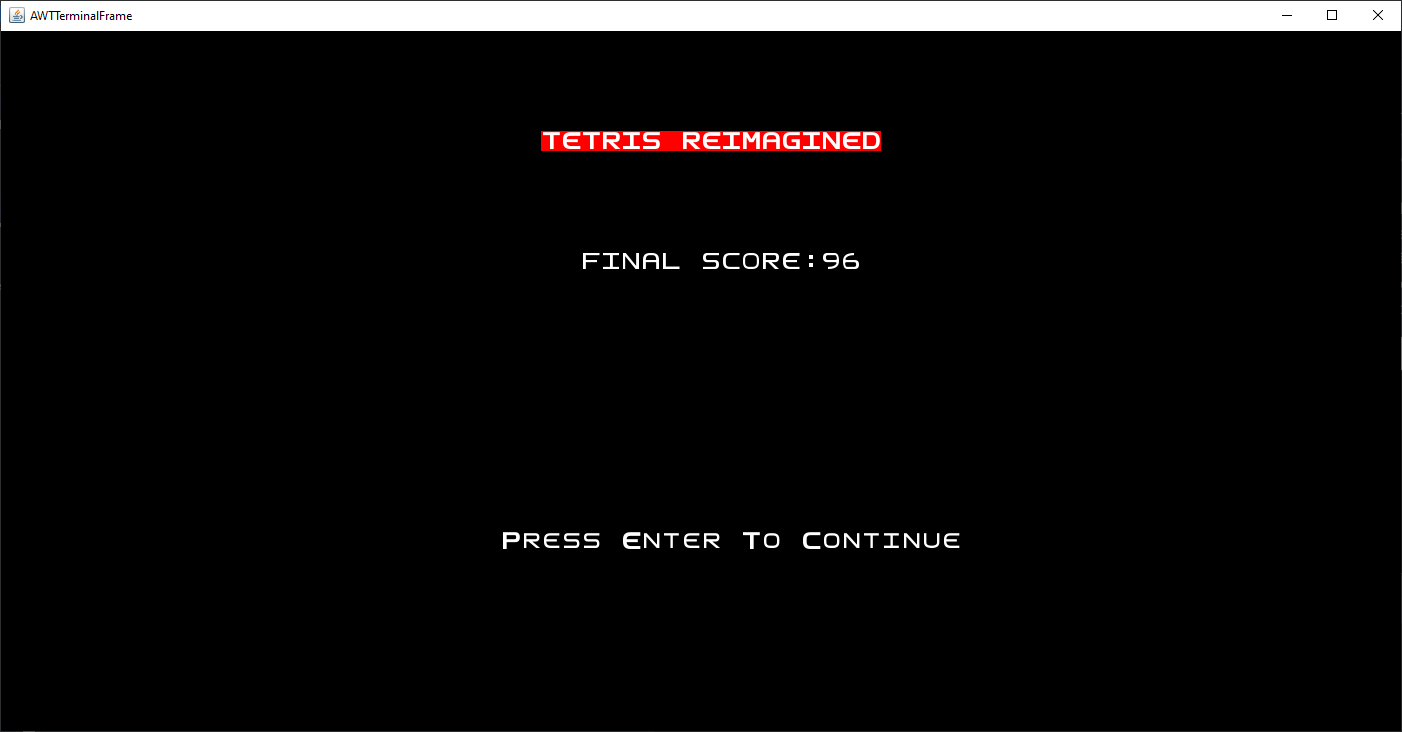 AWTTerminalFrame
TETRIS REIMAGINED
FINAL SCORE:96
PRESS ENTER TO CONTINUE